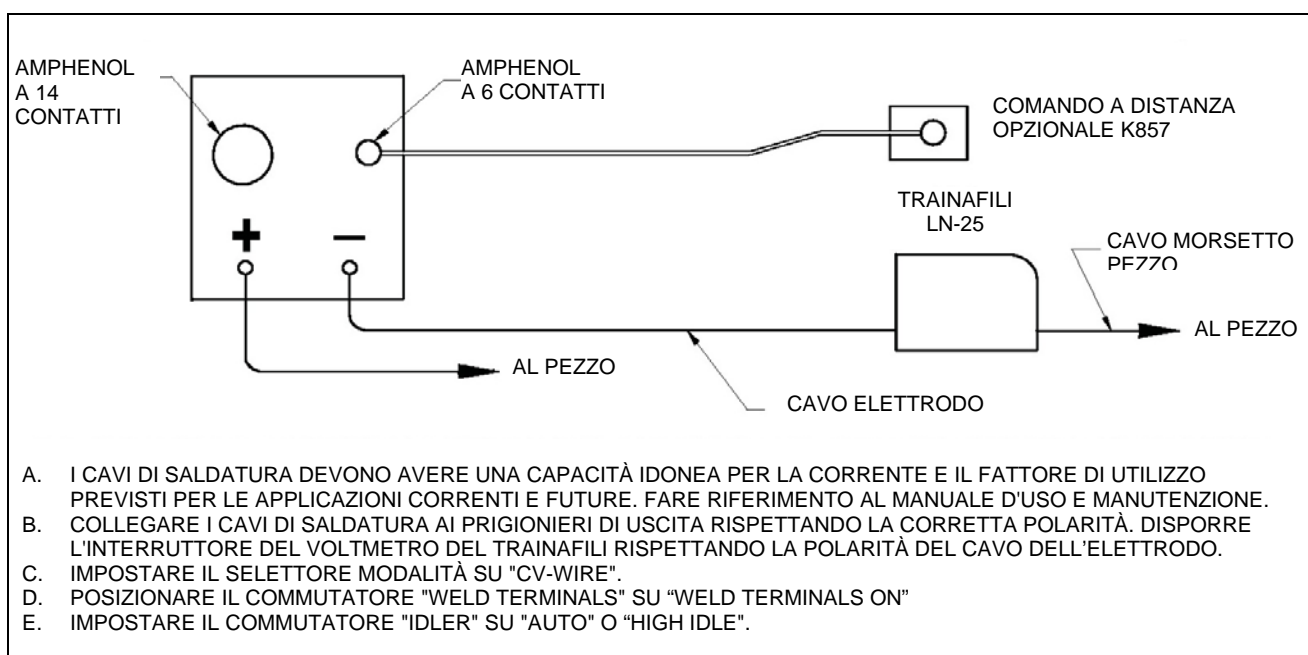 AMPHENOL
A 14
CONTATTI
AMPHENOL
A 6 CONTATTI
COMANDO A DISTANZA
OPZIONALE K857
TRAINAFILI
LN-25
CAVO MORSETTO
PEZZO
+
−
AL PEZZO
AL PEZZO
CAVO ELETTRODO
A. I CAVI DI SALDATURA DEVONO AVERE UNA CAPACITÀ IDONEA PER LA CORRENTE E IL FATTORE DI UTILIZZO
PREVISTI PER LE APPLICAZIONI CORRENTI E FUTURE. FARE RIFERIMENTO AL MANUALE D'USO E MANUTENZIONE.
B. COLLEGARE I CAVI DI SALDATURA AI PRIGIONIERI DI USCITA RISPETTANDO LA CORRETTA POLARITÀ. DISPORRE
L'INTERRUTTORE DEL VOLTMETRO DEL TRAINAFILI RISPETTANDO LA POLARITÀ DEL CAVO DELL’ELETTRODO.
C. IMPOSTARE IL SELETTORE MODALITÀ SU "CV-WIRE".
D. POSIZIONARE IL COMMUTATORE "WELD TERMINALS" SU “WELD TERMINALS ON”
E. IMPOSTARE IL COMMUTATORE "IDLER" SU "AUTO" O “HIGH IDLE".